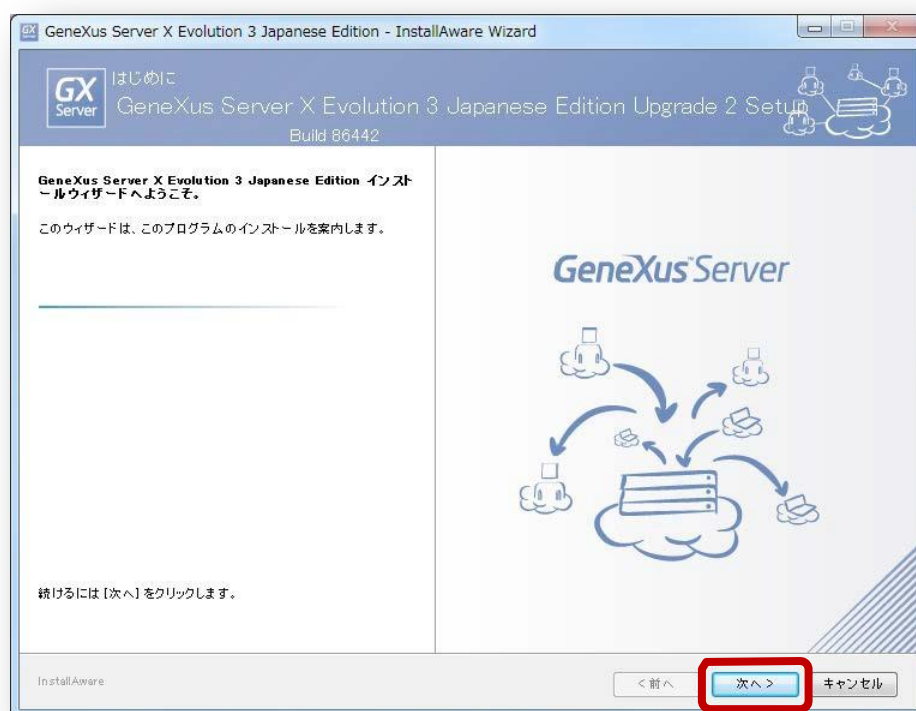 GeneXus Server X Evolution 3 Japanese Edition - InstallAware Wizard
GX
Server
はじめに
GeneXus Server X Evolution 3 Japanese Edition Upgrade 2 Setup
Build 86442
GeneXus Server X Evolution 3 Japanese Edition インスト
ールウィザードへようこそ。
このウィザードは、このプログラムのインストールを案内します。
GeneXus™Server
続けるには [次へ] をクリックします。
InstallAware
<前へ
次へ>
キャンセル